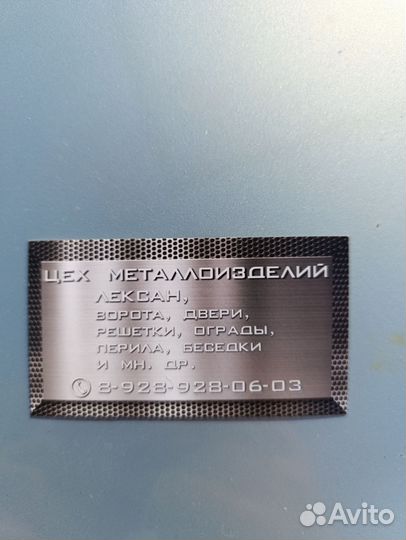 ЦЕХ МЕТАЛЛОИЗДЕЛИЙ
ЛЕКСАН,
ВОРОТА, ДВЕРИ,
РЕШЕТКИ, ОГРАДЫ,
ПЕРИЛА, БЕСЕДКИ
И МН. ДР.
8-928-928-06-03
Avito